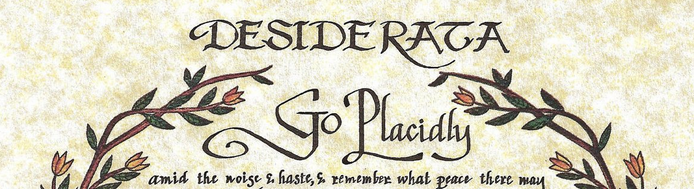 DESIDERATA
Go Placidly
amid the noise & haste, & remember what peace there may